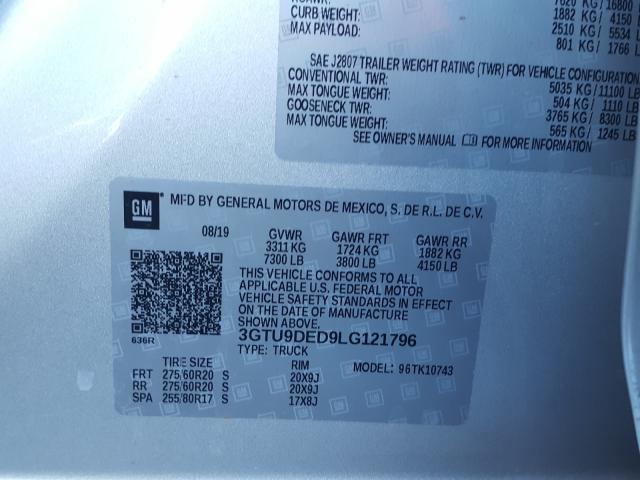 7620 KG / 16800
CURB WEIGHT: 1882 KG / 4150
MAX PAYLOAD: 2510 KG / 5534
801 KG / 1766 LB
SAE J2807 TRAILER WEIGHT RATING (TWR) FOR VEHICLE CONFIGURATION
CONVENTIONAL TWR: 5035 KG / 11100 LB
MAX TONGUE WEIGHT: 504 KG / 1110 LB
GOOSENECK TWR: 3765 KG / 8300 LB
MAX TONGUE WEIGHT: 565 KG / 1245 LB
SEE OWNER'S MANUAL FOR MORE INFORMATION
GM MFD BY GENERAL MOTORS DE MEXICO, S. DE R.L. DE C.V.
08/19 GVWR GAWR FRT GAWR RR
3311 KG 1724 KG 1882 KG
7300 LB 3800 LB 4150 LB
THIS VEHICLE CONFORMS TO ALL
APPLICABLE U.S. FEDERAL MOTOR
VEHICLE SAFETY STANDARDS IN EFFECT
ON THE DATE OF MANUFACTURE
SHOWN ABOVE.
636R 3GTU9DED9LG121796
TYPE: TRUCK
TIRE SIZE RIM MODEL: 96TK10743
FRT 275/60R20 S 20X9J
RR 275/60R20 S 20X9J
SPA 255/80R17 S 17X8J